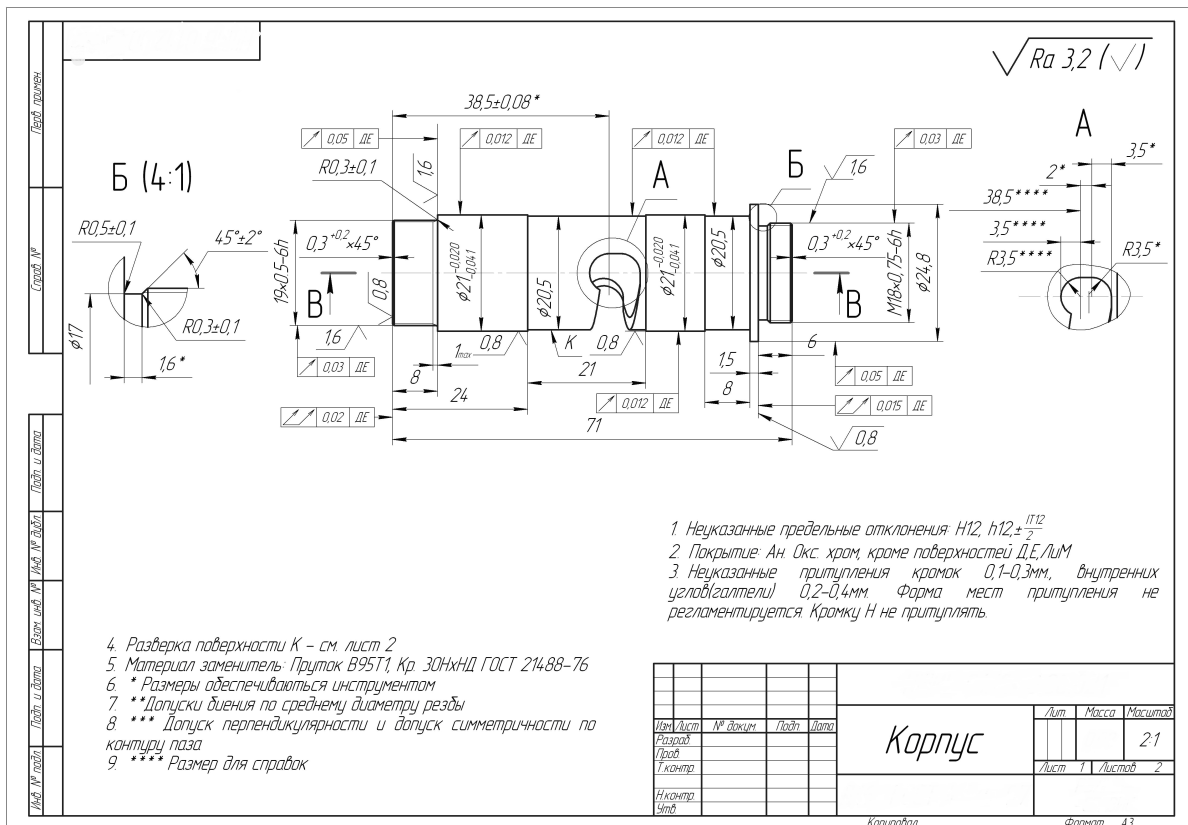 Перв. примен.
Справ. №
Подп. и дата
Инв. № дубл.
Взам. инв. №
Подп. и дата
Инв. № подл.
√Ra 3,2 (√)
38,5±0,08*
0,05 ДЕ
0,012 ДЕ
0,012 ДЕ
0,03 ДЕ
А
3,5*
2*
38,5****
3,5****
R3,5****
R3,5*
Б (4:1)
R0,5±0,1
45°±2°
R0,3±0,1
φ17
1,6*
R0,3±0,1
1,6
А
Б
1,6
0,3+0,2×45°
0,3+0,2×45°
19×0.5-6h
В
0,8
φ21-0.020-0.041
φ20,5
φ21-0.020-0.041
φ20,5
М18×0.75-6h
φ24,8
В
1,6
1max
0,8
К
0,8
6
0,03 ДЕ
8
21
1,5
0,05 ДЕ
24
8
0,02 ДЕ
0,012 ДЕ
0,015 ДЕ
71
0,8
1. Неуказанные предельные отклонения: Н12, h12,±IT12/2
2. Покрытие: Ан. Окс. хром, кроме поверхностей Д,Е,ЛиМ
3. Неуказанные притупления кромок 0,1-0,3мм, внутренних
углов(галтели) 0,2-0,4мм. Форма мест притупления не
регламентируется. Кромку Н не притуплять.
4. Разверка поверхности К - см. лист 2
5. Материал заменитель: Пруток В95Т1, Кр. 30НхНД ГОСТ 21488-76
6. * Размеры обеспечиваються инструментом
7. **Допуски биения по среднему диаметру резбы
8. *** Допуск перпендикулярности и допуск симметричности по
контуру паза
9. **** Размер для справок
Изм. Лист № докум. Подп. Дата
Разраб.
Пров.
Т.контр.
Н.контр.
Утв.
Корпус
Лит. Масса Масштаб
2:1
Лист 1 Листов 2
Копировал Формат А3